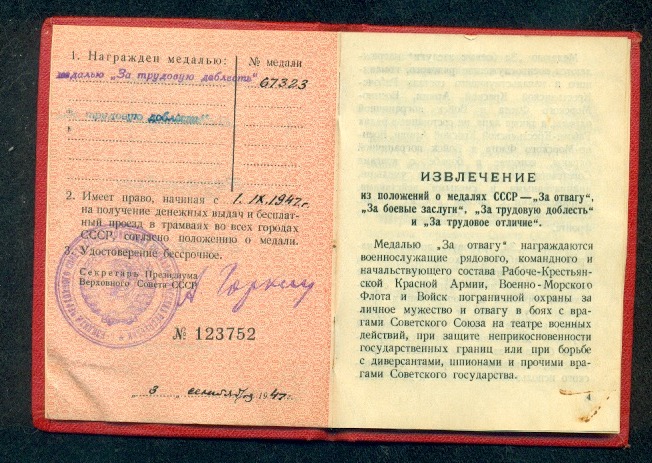 1. Награжден медалью:
№ медали
медалью „За трудовую доблесть“
67323
трудовую доблесть“
2. Имеет право, начиная с 1.IX.1947г.
на получение денежных выдач и бесплат-
ный проезд в трамваях во всех городах
СССР, согласно положению о медали.
3. Удостоверение бессрочное.
Секретарь Президиума
Верховного Совета СССР
А Горкин
№ 123752
„3“ сентября 1947г.
ИЗВЛЕЧЕНИЕ
из положений о медалях СССР — „За отвагу“,
„За боевые заслуги“, „За трудовую доблесть“
и „За трудовое отличие“.
Медалью „За отвагу“ награждаются
военнослужащие рядового, командного и
начальствующего состава Рабоче-Крестьян-
ской Красной Армии, Военно-Морского
Флота и Войск пограничной охраны за
личное мужество и отвагу в боях с вра-
гами Советского Союза на театре военных
действий, при защите неприкосновенности
государственных границ или при борьбе
с диверсантами, шпионами и прочими вра-
гами Советского государства.